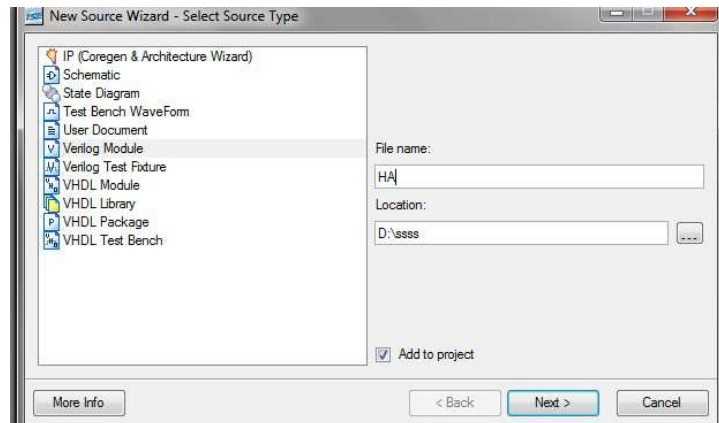 New Source Wizard - Select Source Type
IP (Coregen & Architecture Wizard)
Schematic
State Diagram
Test Bench WaveForm
User Document
Verilog Module
Verilog Test Fixture
VHDL Module
VHDL Library
VHDL Package
VHDL Test Bench
File name:
HA
Location:
D:\ssss
...
Add to project
More Info
< Back
Next >
Cancel